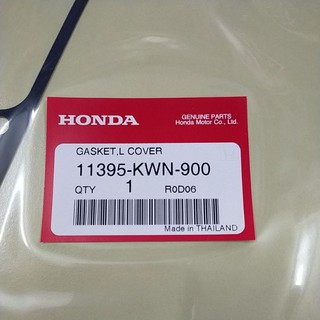 HONDA
GENUINE PARTS
Honda Motor Co., Ltd.
GASKET,L COVER
11395-KWN-900
QTY 1 R0D06
Made in THAILAND